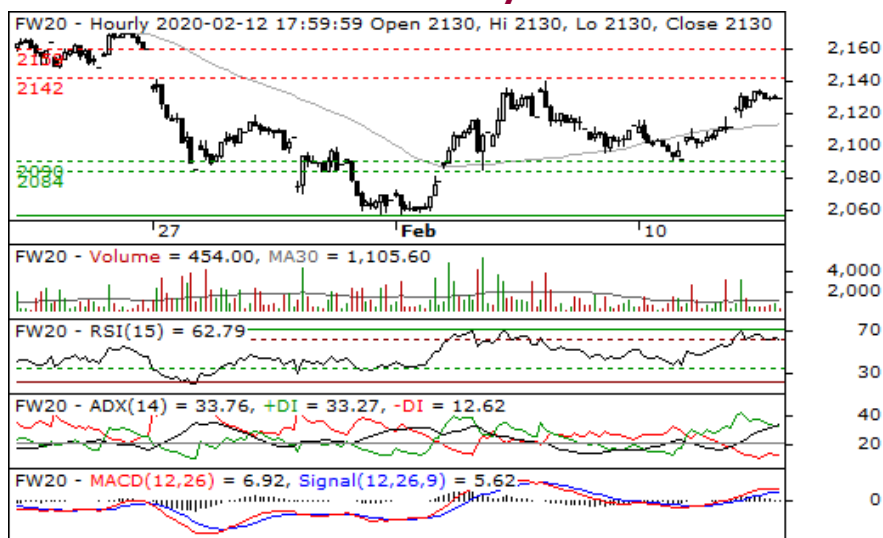 FW20 - Hourly 2020-02-12 17:59:59 Open 2130, Hi 2130, Lo 2130, Close 2130
2,160
2142
2,140
2,120
2,100
2090
2084
2,080
2,060
27 Feb 10
FW20 - Volume = 454.00, MA30 = 1,105.60
4,000
2,000
FW20 - RSI(15) = 62.79
70
30
FW20 - ADX(14) = 33.76, +DI = 33.27, -DI = 12.62
40
20
FW20 - MACD(12,26) = 6.92, Signal(12,26,9) = 5.62
0